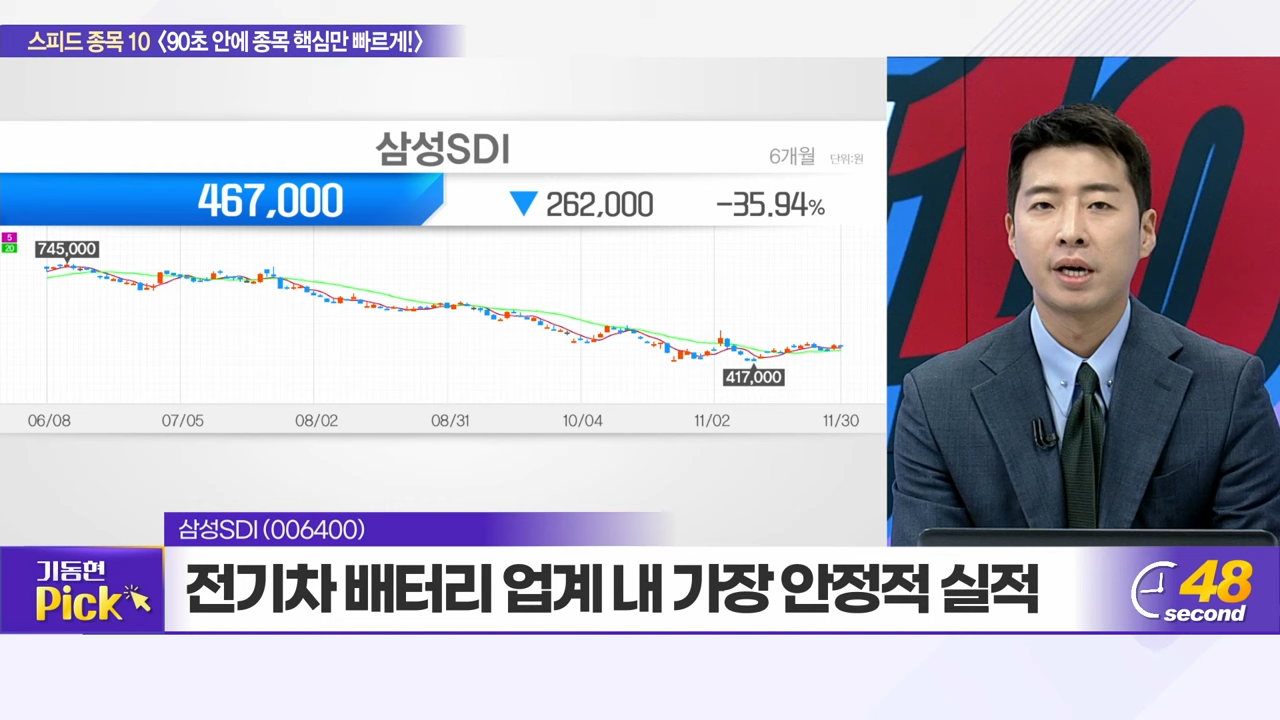 스피드 종목 10 〈90초 안에 종목 핵심만 빠르게!〉
10
삼성SDI
6개월 단위:원
467,000 ▼ 262,000 -35.94%
5
20
745,000
417,000
06/08 07/05 08/02 08/31 10/04 11/02 11/30
삼성SDI (006400)
기동현
Pick
전기차 배터리 업계 내 가장 안정적 실적
48
second